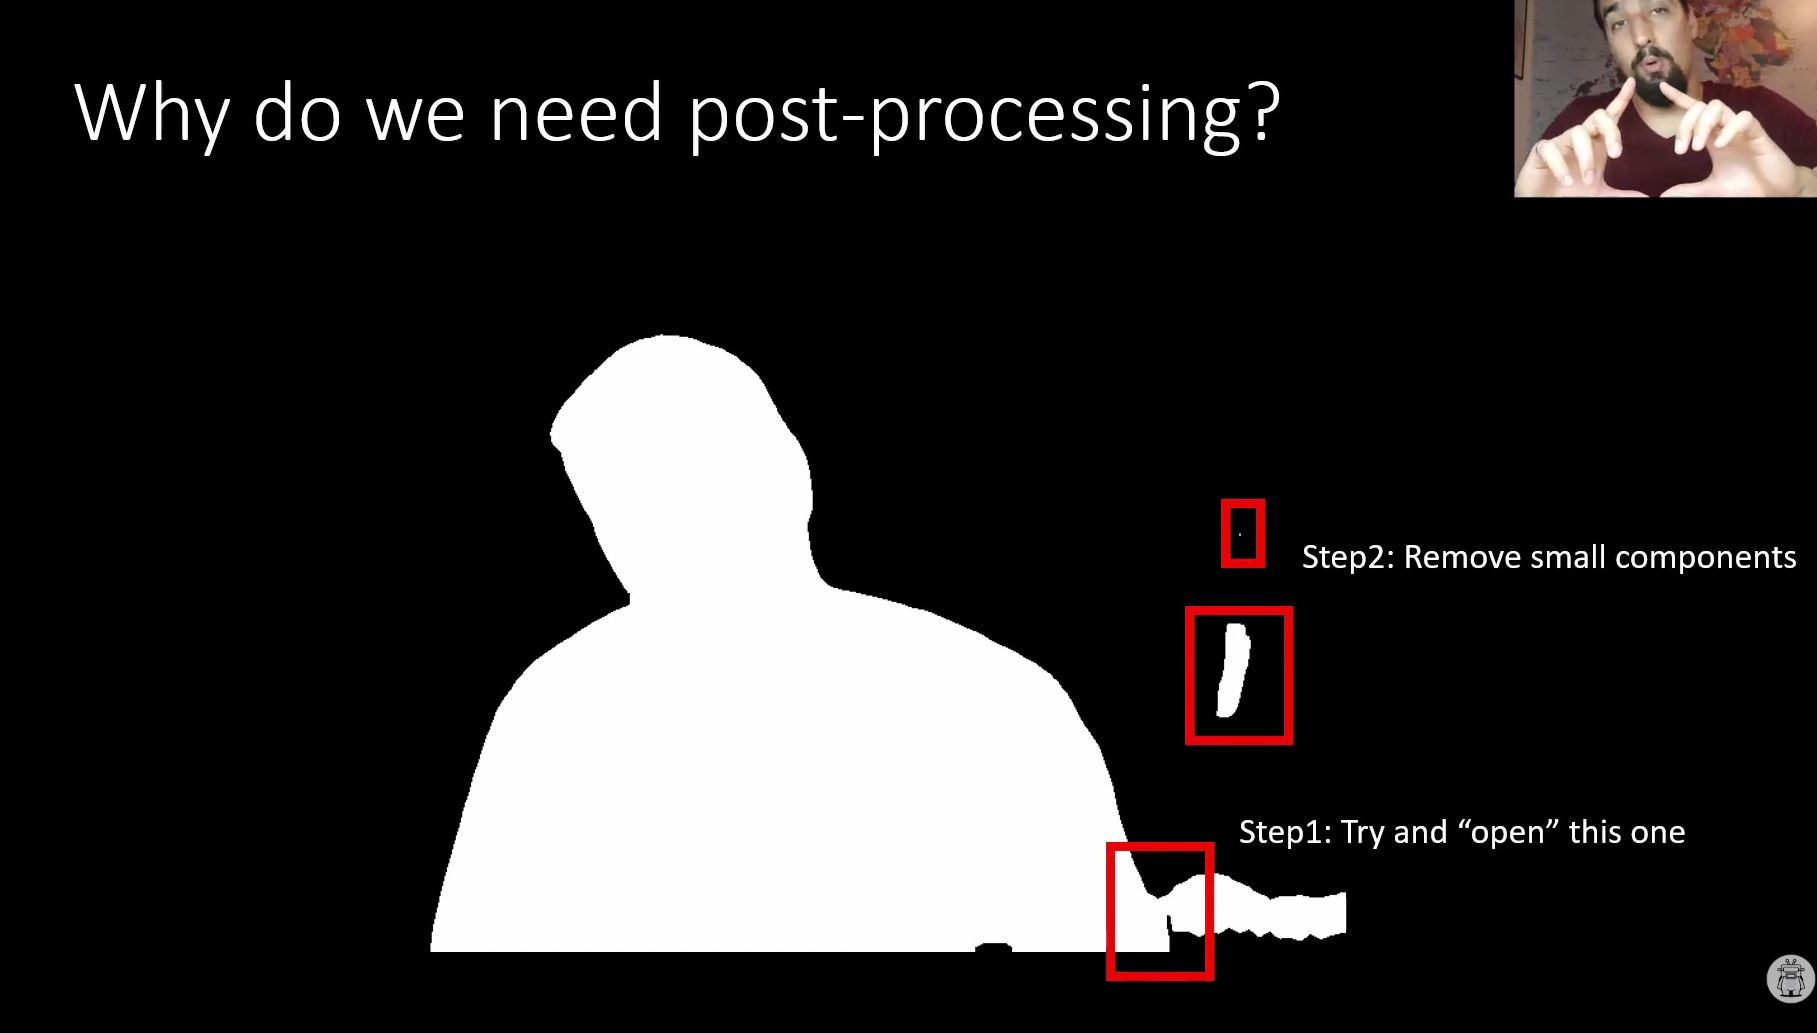 Why do we need post-processing?
Step2: Remove small components
Step1: Try and “open” this one